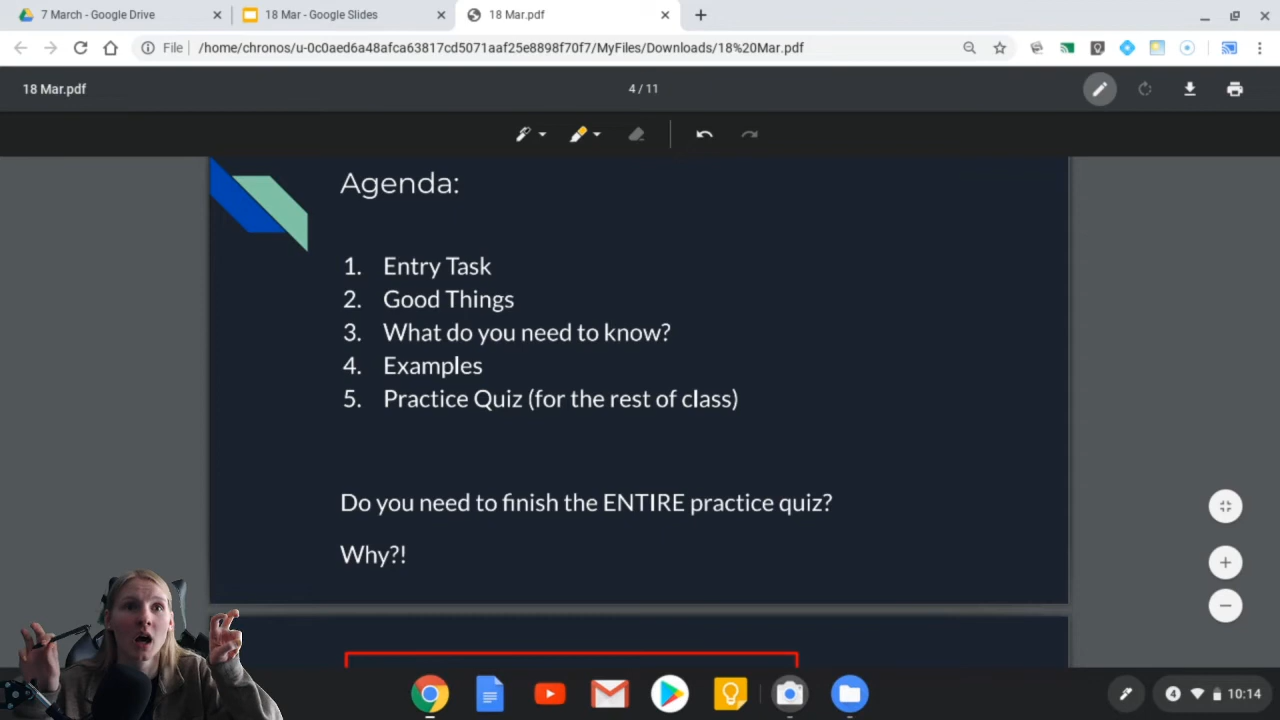 7 March - Google Drive
18 Mar - Google Slides
18 Mar.pdf
File
/home/chronos/u-0c0aed6a48afca63817cd5071aaf25e8898f70f7/MyFiles/Downloads/18%20Mar.pdf
18 Mar.pdf
4 / 11
Agenda:
1. Entry Task
2. Good Things
3. What do you need to know?
4. Examples
5. Practice Quiz (for the rest of class)
Do you need to finish the ENTIRE practice quiz?
Why?!
4
10:14